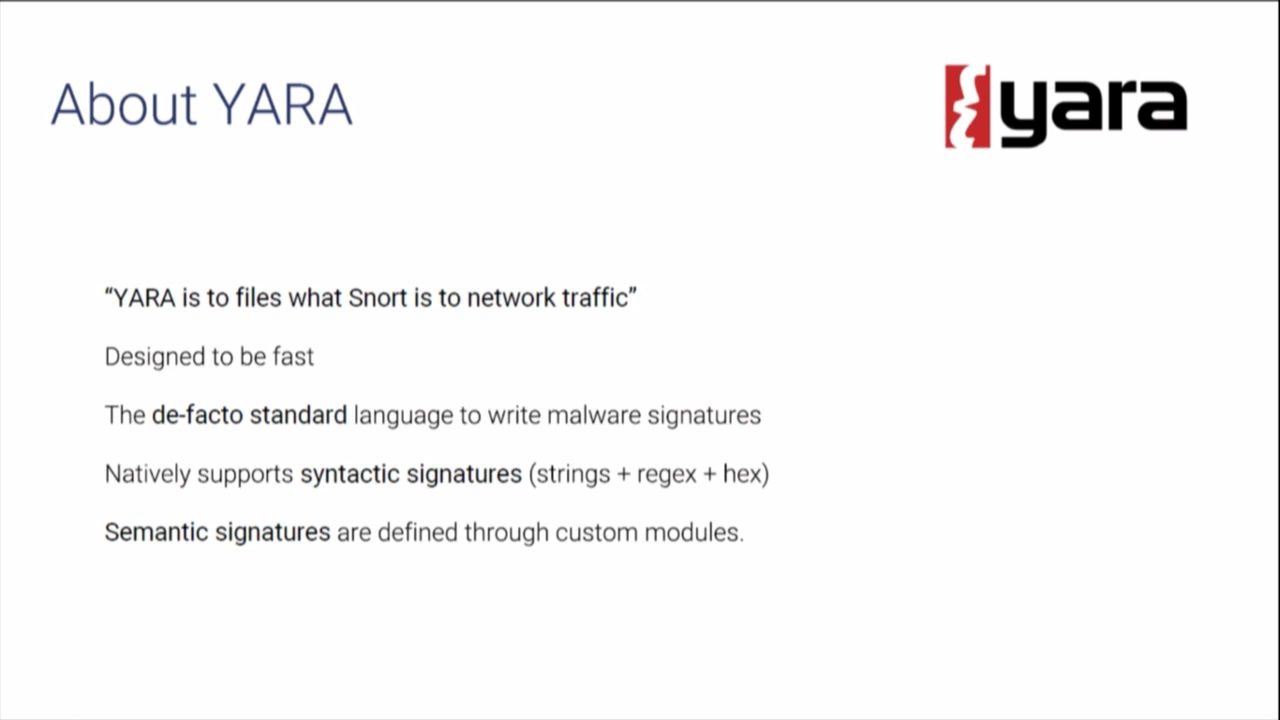 About YARA
yara
“YARA is to files what Snort is to network traffic”
Designed to be fast
The de-facto standard language to write malware signatures
Natively supports syntactic signatures (strings + regex + hex)
Semantic signatures are defined through custom modules.